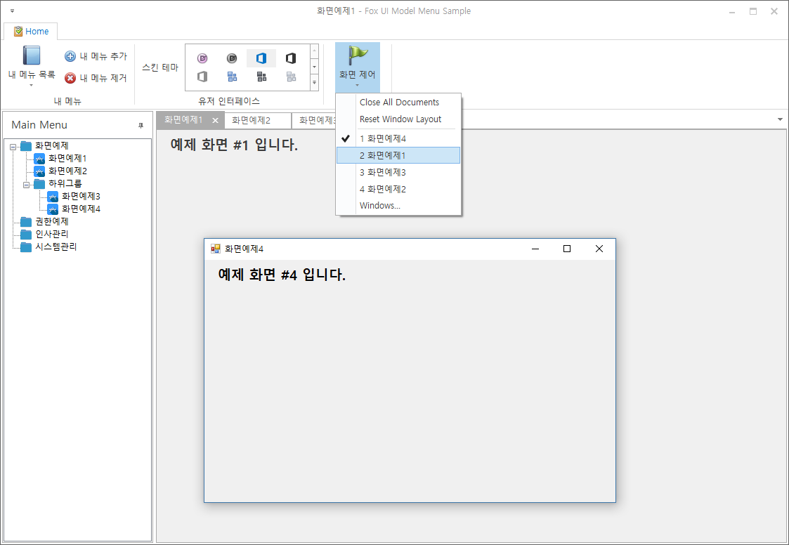 화면예제1 - Fox UI Model Menu Sample
Home
내 메뉴 목록
내 메뉴 추가
내 메뉴 제거
내 메뉴
스킨 테마
유저 인터페이스
화면 제어
Close All Documents
Reset Window Layout
1 화면예제4
2 화면예제1
3 화면예제3
4 화면예제2
Windows...
Main Menu
화면예제
화면예제1
화면예제2
하위그룹
화면예제3
화면예제4
권한예제
인사관리
시스템관리
화면예제1
화면예제2
예제 화면 #1 입니다.
화면예제4
예제 화면 #4 입니다.